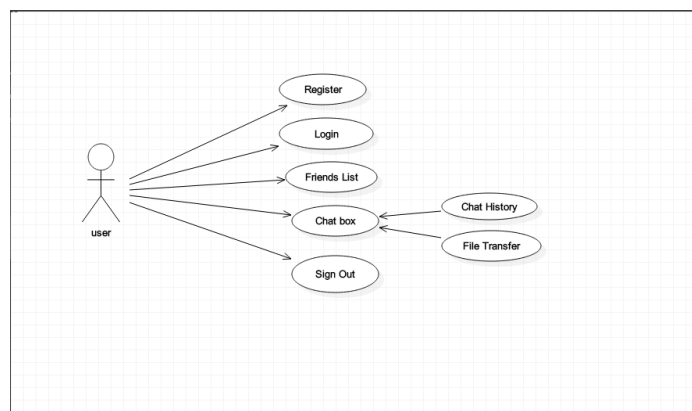 Register
Login
Friends List
Chat box
Chat History
File Transfer
Sign Out
user